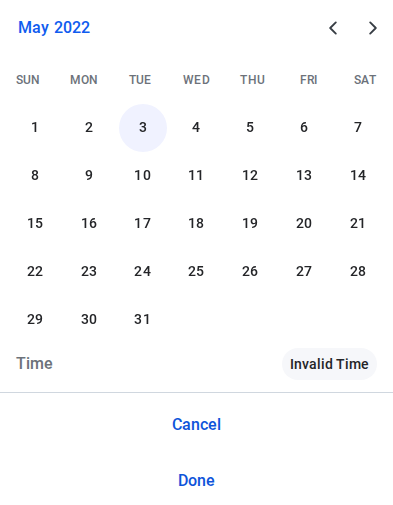 May 2022
SUN MON TUE WED THU FRI SAT
1 2 3 4 5 6 7
8 9 10 11 12 13 14
15 16 17 18 19 20 21
22 23 24 25 26 27 28
29 30 31
Time Invalid Time
Cancel
Done